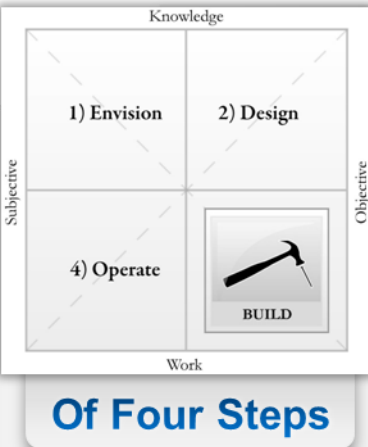 Knowledge
1) Envision
2) Design
Subjective
Objective
4) Operate
BUILD
Work
Of Four Steps